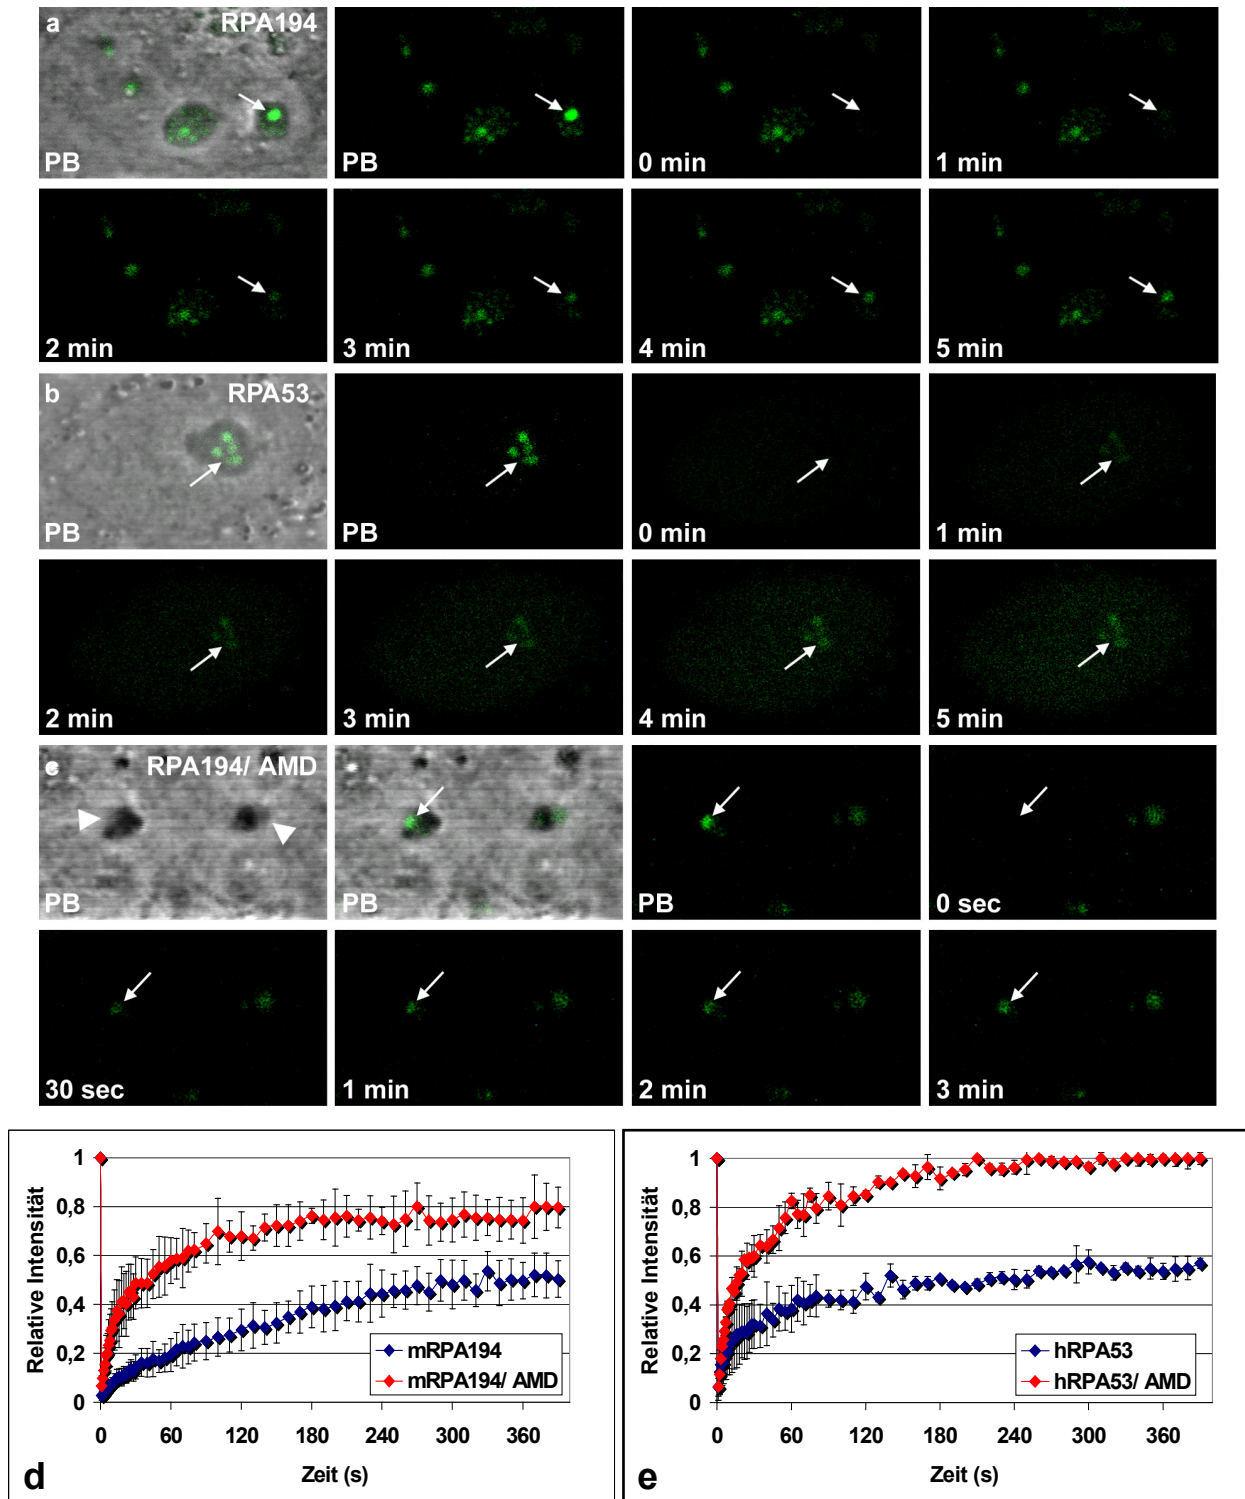 a RPA194
PB PB 0 min 1 min
2 min 3 min 4 min 5 min
b RPA53
PB PB 0 min 1 min
2 min 3 min 4 min 5 min
c RPA194/ AMD
PB PB PB 0 sec
30 sec 1 min 2 min 3 min
1
0,8
0,6
0,4
0,2
0
Relative Intensität
mRPA194
mRPA194/ AMD
0 60 120 180 240 300 360
Zeit (s)
d
1
0,8
0,6
0,4
0,2
0
Relative Intensität
hRPA53
hRPA53/ AMD
0 60 120 180 240 300 360
Zeit (s)
e